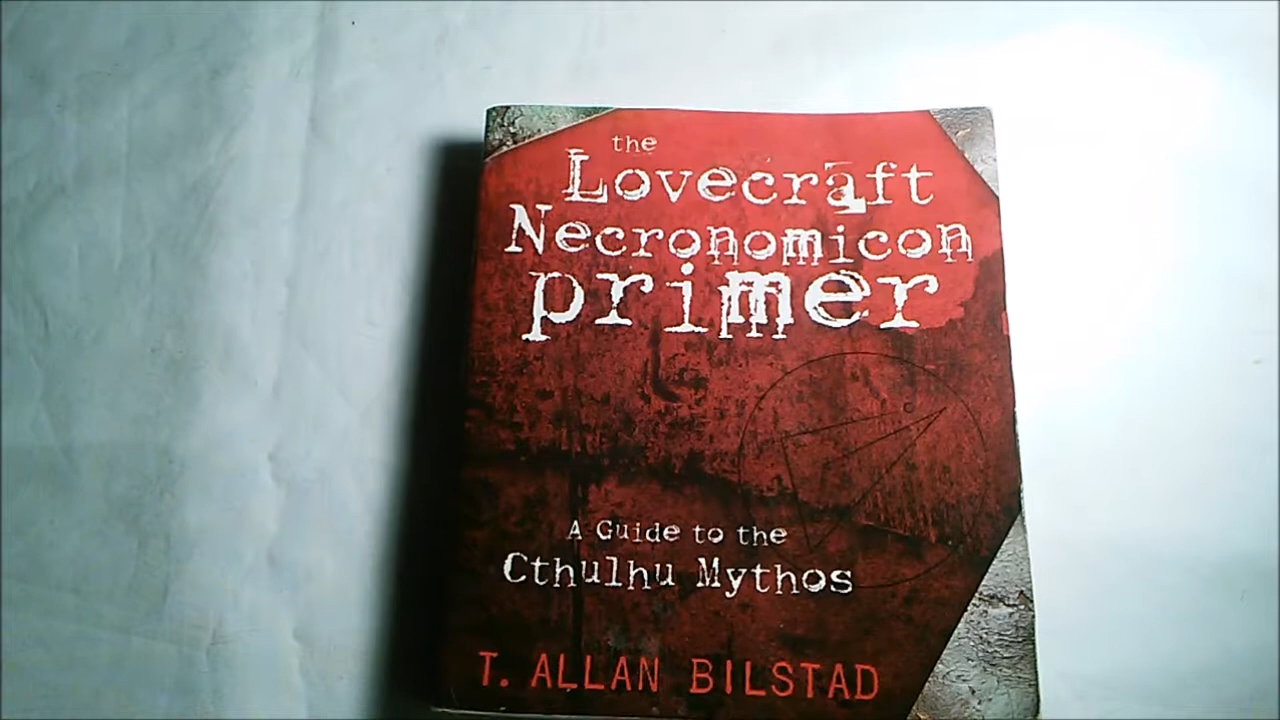 the
Lovecraft
Necronomicon
primer
A Guide to the
Cthulhu Mythos
T. ALLAN BILSTAD